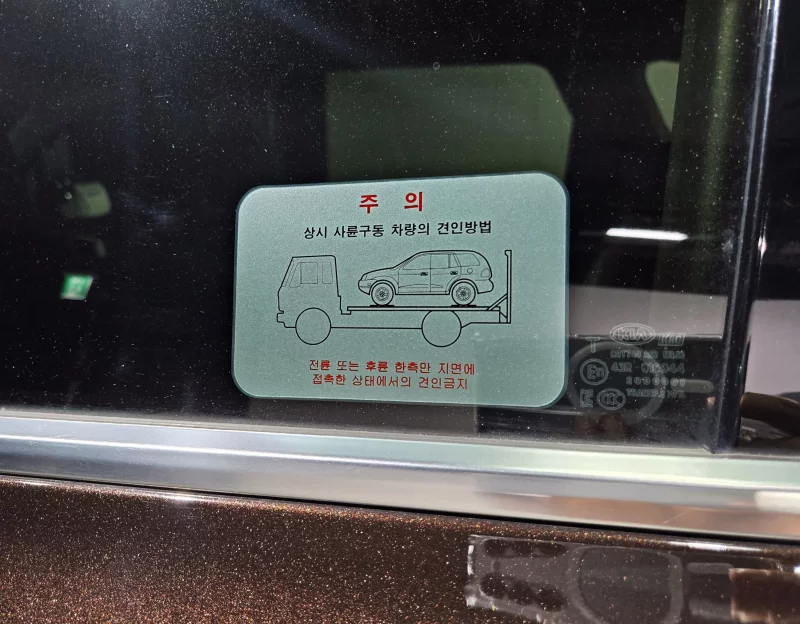 주 의
상시 사륜구동 차량의 견인방법
전륜 또는 후륜 한측만 지면에
접촉한 상태에서의 견인금지
KIA